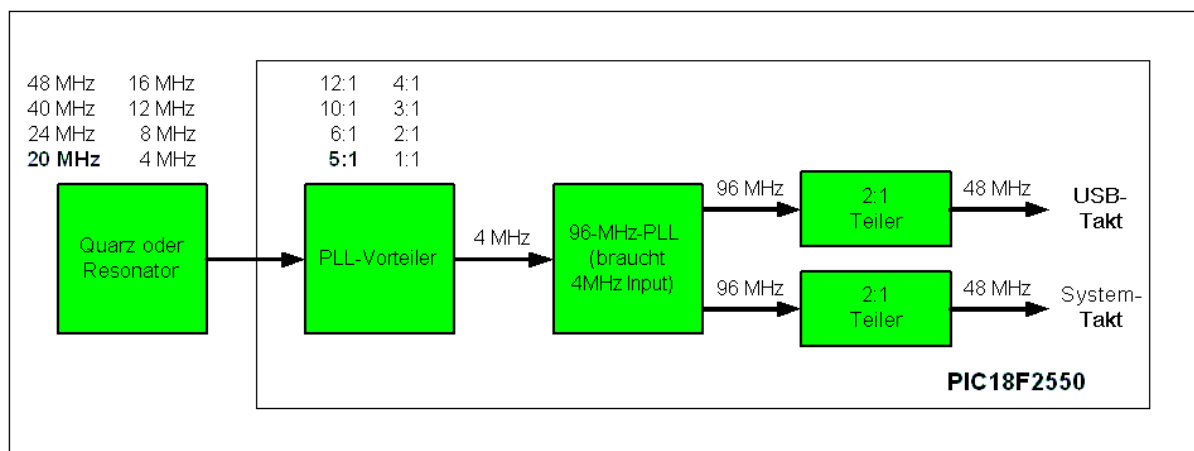 48 MHz 16 MHz
40 MHz 12 MHz
24 MHz 8 MHz
20 MHz 4 MHz
12:1 4:1
10:1 3:1
6:1 2:1
5:1 1:1
Quarz oder
Resonator
PLL-Vorteiler
4 MHz
96-MHz-PLL
(braucht
4MHz Input)
96 MHz
2:1
Teiler
48 MHz
USB-
Takt
96 MHz
2:1
Teiler
48 MHz
System-
Takt
PIC18F2550